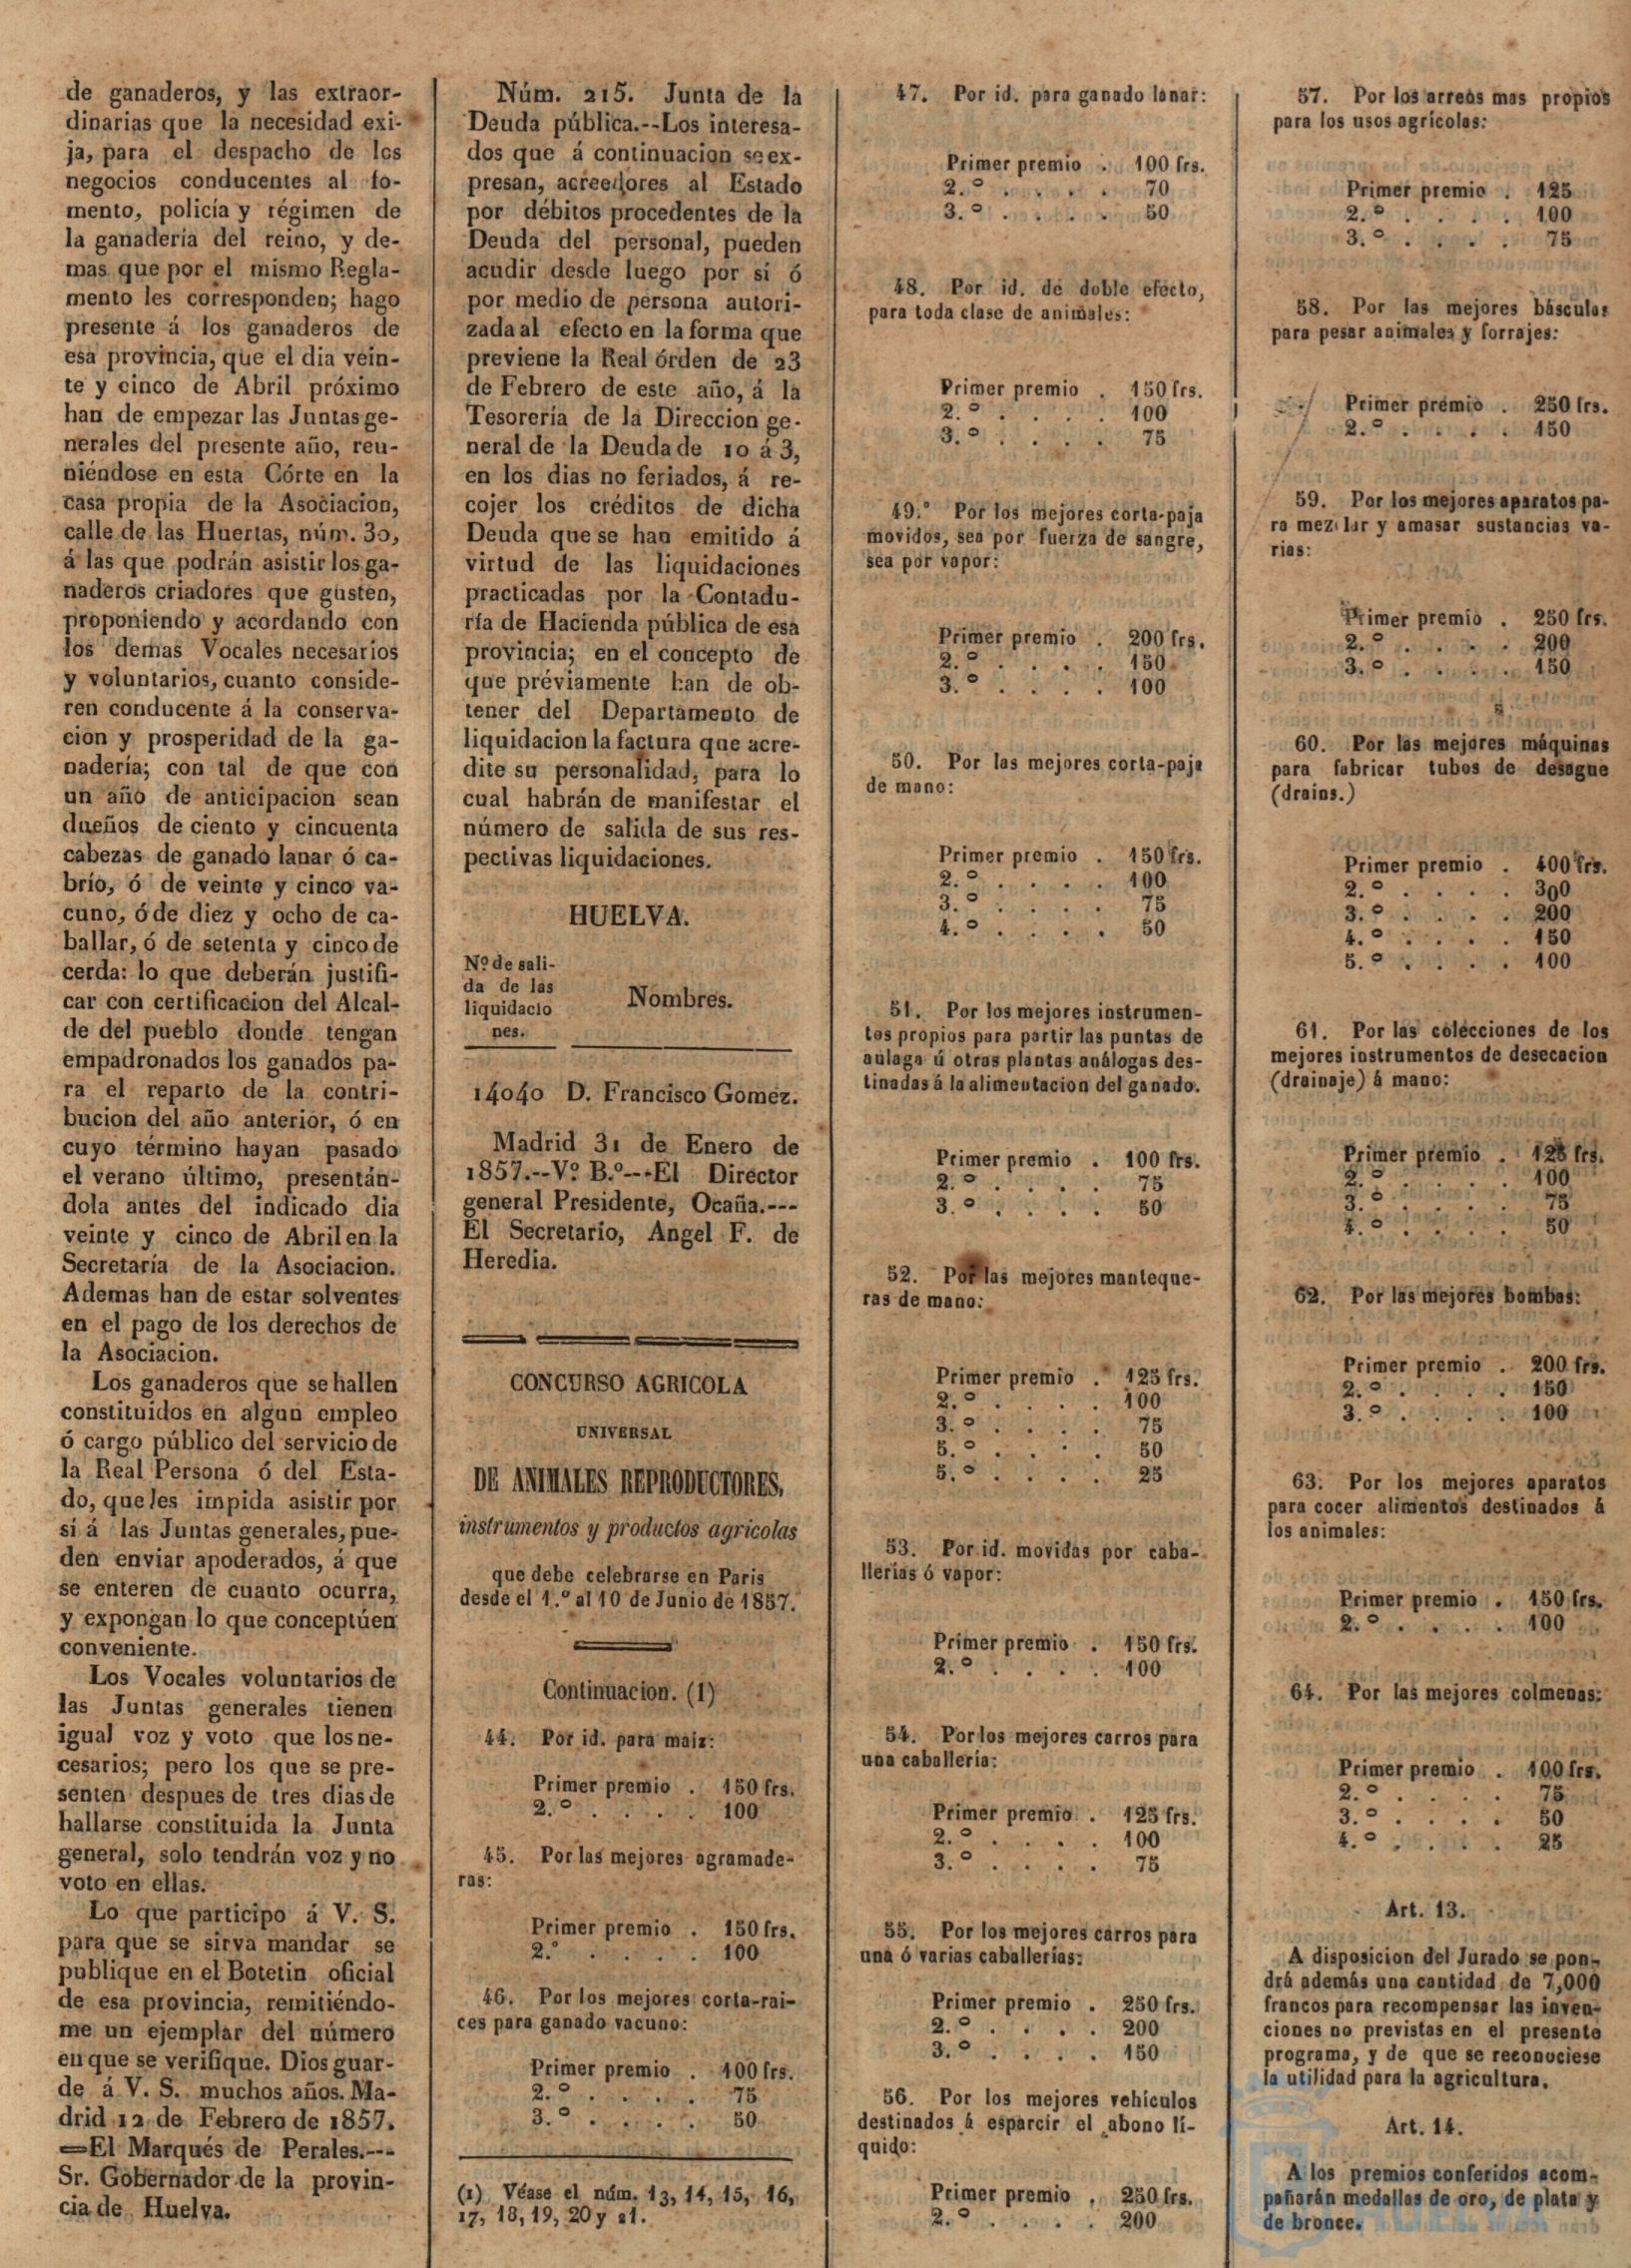 de ganaderos, y las extraor-
dinarias que la necesidad exi-
ja, para el despacho de los
negocios conducentes al fo-
mento, policía y régimen de
la ganadería del reino, y de-
mas que por el mismo Regla-
mento les corresponden; hago
presente á los ganaderos de
esa provincia, que el dia vein-
te y cinco de Abril próximo
han de empezar las Juntas ge-
nerales del presente año, reu-
niéndose en esta Córte en la
casa propia de la Asociacion,
calle de las Huertas, núm. 30,
á las que podrán asistir los ga-
naderos criadores que gusten,
proponiendo y acordando con
los demas Vocales necesarios
y voluntarios, cuanto conside-
ren conducente á la conserva-
cion y prosperidad de la ga-
nadería; con tal de que con
un año de anticipacion sean
dueños de ciento y cincuenta
cabezas de ganado lanar ó ca-
brío, ó de veinte y cinco va-
cuno, ó de diez y ocho de ca-
ballar, ó de setenta y cinco de
cerda: lo que deberán justifi-
car con certificacion del Alcal-
de del pueblo donde tengan
empadronados los ganados pa-
ra el reparto de la contri-
bucion del año anterior, ó en
cuyo término hayan pasado
el verano último, presentán-
dola antes del indicado dia
veinte y cinco de Abril en la
Secretaría de la Asociacion.
Ademas han de estar solventes
en el pago de los derechos de
la Asociacion.
Los ganaderos que se hallen
constituidos en algun empleo
ó cargo público del servicio de
la Real Persona ó del Esta-
do, que les impida asistir por
sí á las Juntas generales, pue-
den enviar apoderados, á que
se enteren de cuanto ocurra,
y expongan lo que conceptúen
conveniente.
Los Vocales voluntarios de
las Juntas generales tienen
igual voz y voto que los ne-
cesarios; pero los que se pre-
senten despues de tres dias de
hallarse constituida la Junta
general, solo tendrán voz y no
voto en ellas.
Lo que participo á V. S.
para que se sirva mandar se
publique en el Botetin oficial
de esa provincia, remitiéndo-
me un ejemplar del número
en que se verifique. Dios guar-
de á V. S. muchos años. Ma-
drid 12 de Febrero de 1857.
=El Marqués de Perales.---
Sr. Gobernador de la provin-
cia de Huelva.
Núm. 215. Junta de la
Deuda pública.--Los interesa-
dos que á continuacion se ex-
presan, acreedores al Estado
por débitos procedentes de la
Deuda del personal, pueden
acudir desde luego por sí ó
por medio de persona autori-
zada al efecto en la forma que
previene la Real órden de 23
de Febrero de este año, á la
Tesorería de la Direccion ge-
neral de la Deuda de 10 á 3,
en los dias no feriados, á re-
cojer los créditos de dicha
Deuda que se han emitido á
virtud de las liquidaciones
practicadas por la Contadu-
ría de Hacienda pública de esa
provincia; en el concepto de
que préviamente han de ob-
tener del Departamento de
liquidacion la factura que acre-
dite su personalidad, para lo
cual habrán de manifestar el
número de salida de sus res-
pectivas liquidaciones.
HUELVA.
Nº de sali-
da de las
liquidacio
nes.
Nombres.
14040 D. Francisco Gomez.
Madrid 31 de Enero de
1857.--Vº B.º---El Director
general Presidente, Ocaña.---
El Secretario, Angel F. de
Heredia.
CONCURSO AGRICOLA
UNIVERSAL
DE ANIMALES REPRODUCTORES,
instrumentos y productos agricolas
que debe celebrarse en Paris
desde el 1.º al 10 de Junio de 1857.
Continuacion. (1)
44. Por id. para maiz:
Primer premio . 150 frs.
2.º . . . . . 100
45. Por las mejores agramade-
ras:
Primer premio . 150 frs.
2.º . . . . . 100
46. Por los mejores corta-rai-
ces para ganado vacuno:
Primer premio . 100 frs.
2.º . . . . . 75
3.º . . . . . 50
(1) Véase el núm. 13, 14, 15, 16,
17, 18, 19, 20 y 21.
47. Por id. para ganado lanar:
Primer premio . 100 frs.
2.º . . . . . 70
3.º . . . . . 50
48. Por id. de doble efecto,
para toda clase de animales:
Primer premio . 150 frs.
2.º . . . . . 100
3.º . . . . . 75
49.º Por los mejores corta-paja
movidos, sea por fuerza de sangre,
sea por vapor:
Primer premio . 200 frs.
2.º . . . . . 150
3.º . . . . . 100
50. Por las mejores corta-paja
de mano:
Primer premio . 150 frs.
2.º . . . . . 100
3.º . . . . . 75
4.º . . . . . 50
51. Por los mejores instrumen-
tos propios para partir las puntas de
aulaga ú otras plantas análogas des-
tinadas á la alimentacion del ganado.
Primer premio . 100 frs.
2.º . . . . . 75
3.º . . . . . 50
52. Por las mejores manteque-
ras de mano:
Primer premio . 125 frs.
2.º . . . . . 100
3.º . . . . . 75
5.º . . . . . 50
5.º . . . . . 25
53. Por id. movidas por caba-
llerias ó vapor:
Primer premio . 150 frs.
2.º . . . . . 100
54. Por los mejores carros para
una caballería:
Primer premio . 125 frs.
2.º . . . . . 100
3.º . . . . . 75
55. Por los mejores carros para
una ó varias caballerías:
Primer premio . 250 frs.
2.º . . . . . 200
3.º . . . . . 150
56. Por los mejores vehiculos
destinados á esparcir el abono lí-
quido:
Primer premio . 250 frs.
2.º . . . . . 200
57. Por los arreos mas propios
para los usos agrícolas:
Primer premio . 125
2.º . . . . . 100
3.º . . . . . 75
58. Por las mejores básculas
para pesar animales y forrajes:
Primer premio . 250 frs.
2.º . . . . . 150
59. Por los mejores aparatos pa-
ra mezclar y amasar sustancias va-
rias:
Primer premio . 250 frs.
2.º . . . . . 200
3.º . . . . . 150
60. Por las mejores máquinas
para fabricar tubos de desague
(drains.)
Primer premio . 400 frs.
2.º . . . . . 300
3.º . . . . . 200
4.º . . . . . 150
5.º . . . . . 100
61. Por las colecciones de los
mejores instrumentos de desecacion
(drainaje) á mano:
Primer premio . 125 frs.
2.º . . . . . 100
3.º . . . . . 75
4.º . . . . . 50
62. Por las mejores bombas:
Primer premio . 200 frs.
2.º . . . . . 150
3.º . . . . . 100
63. Por los mejores aparatos
para cocer alimentos destinados á
los animales:
Primer premio . 150 frs.
2.º . . . . . 100
64. Por las mejores colmenas:
Primer premio . 100 frs.
2.º . . . . . 75
3.º . . . . . 50
4.º . . . . . 25
Art. 13.
A disposicion del Jurado se pon-
drá además una cantidad de 7,000
francos para recompensar las inven-
ciones no previstas en el presente
programa, y de que se reconociese
la utilidad para la agricultura.
Art. 14.
A los premios conferidos acom-
pañarán medallas de oro, de plata y
de bronce.